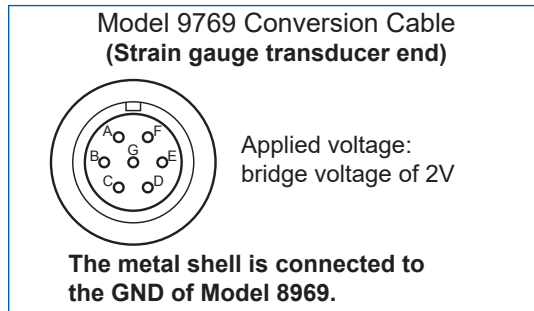 Model 9769 Conversion Cable
(Strain gauge transducer end)
A F
B G E
C D
Applied voltage:
bridge voltage of 2V
The metal shell is connected to
the GND of Model 8969.